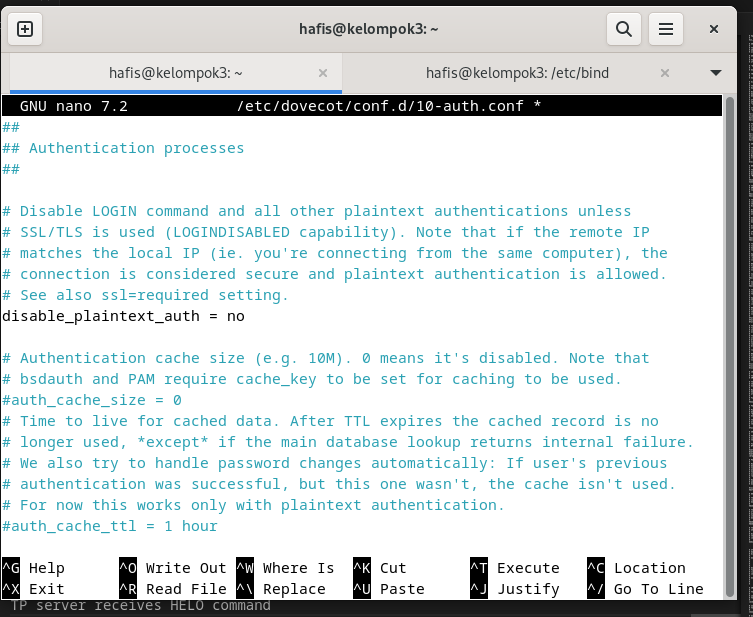 hafis@kelompok3: ~
hafis@kelompok3: ~
hafis@kelompok3: /etc/bind
GNU nano 7.2 /etc/dovecot/conf.d/10-auth.conf *
##
## Authentication processes
##
# Disable LOGIN command and all other plaintext authentications unless
# SSL/TLS is used (LOGINDISABLED capability). Note that if the remote IP
# matches the local IP (ie. you're connecting from the same computer), the
# connection is considered secure and plaintext authentication is allowed.
# See also ssl=required setting.
disable_plaintext_auth = no
# Authentication cache size (e.g. 10M). 0 means it's disabled. Note that
# bsdauth and PAM require cache_key to be set for caching to be used.
#auth_cache_size = 0
# Time to live for cached data. After TTL expires the cached record is no
# longer used, *except* if the main database lookup returns internal failure.
# We also try to handle password changes automatically: If user's previous
# authentication was successful, but this one wasn't, the cache isn't used.
# For now this works only with plaintext authentication.
#auth_cache_ttl = 1 hour
^G Help ^O Write Out ^W Where Is ^K Cut ^T Execute ^C Location
^X Exit ^R Read File ^\ Replace ^U Paste ^J Justify ^/ Go To Line
TP server receives HELO command